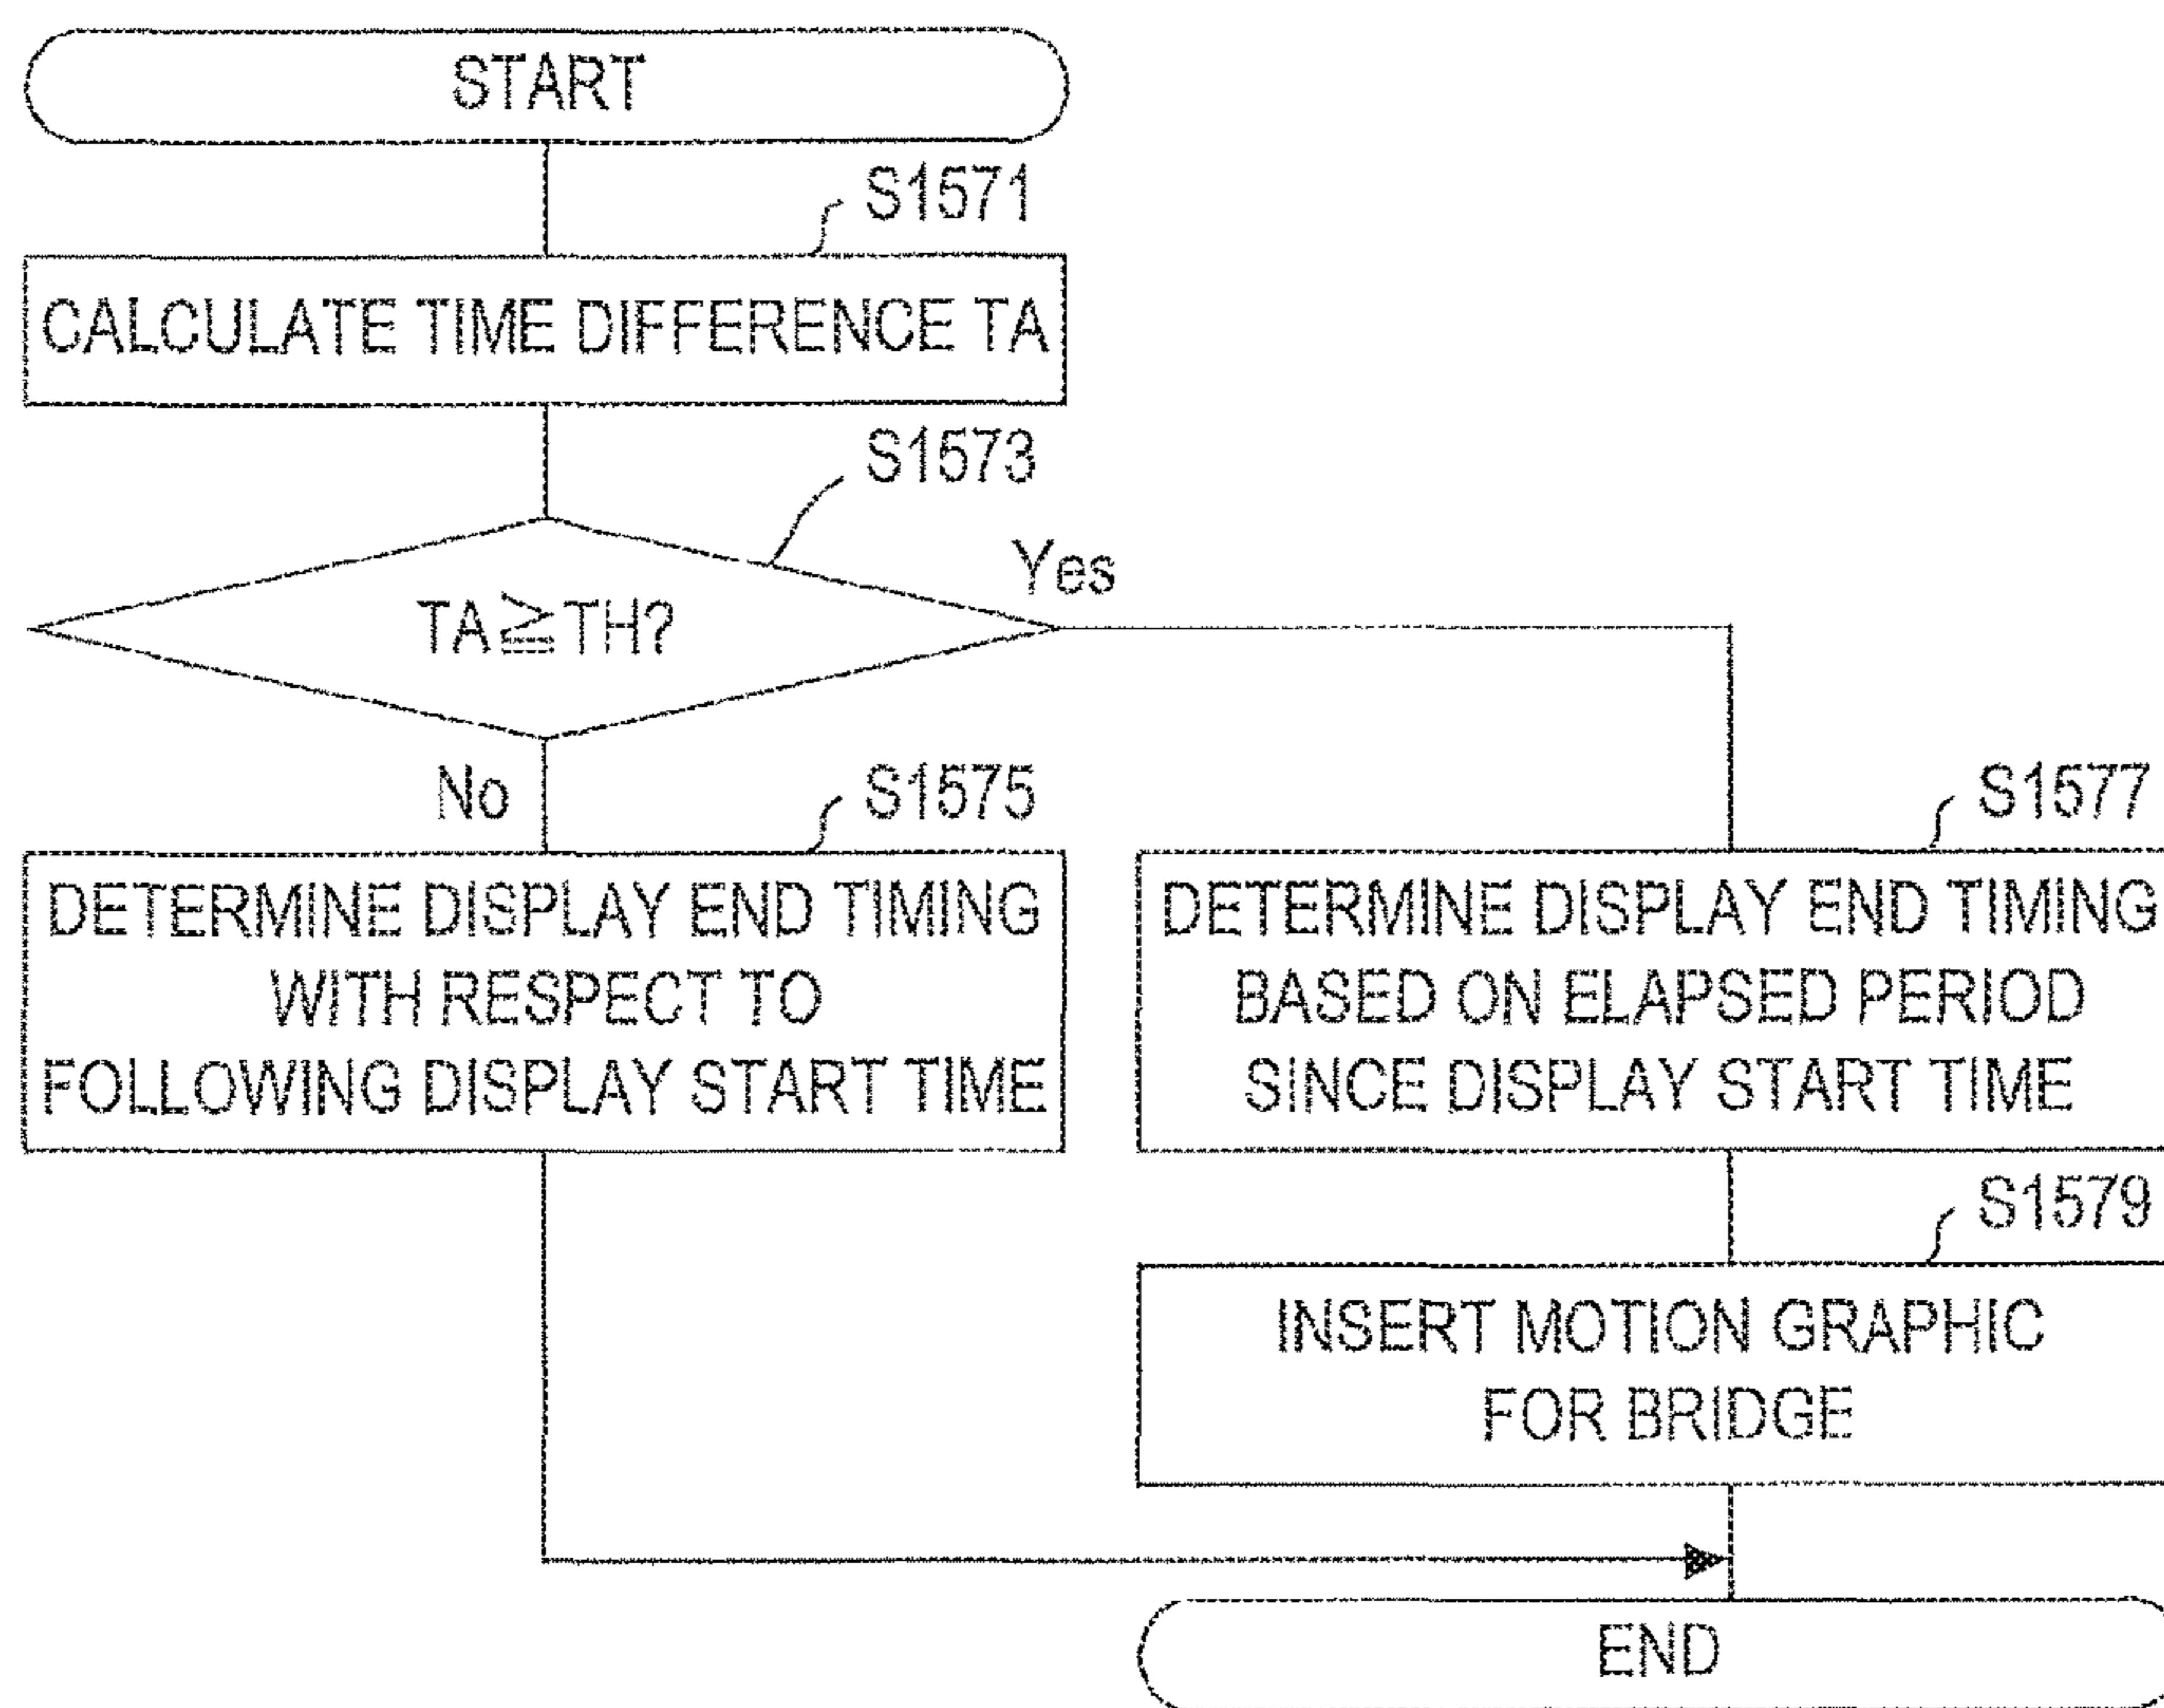 START
S1571
CALCULATE TIME DIFFERENCE TA
S1573
TA≧TH?
Yes
No
S1575
DETERMINE DISPLAY END TIMING
WITH RESPECT TO
FOLLOWING DISPLAY START TIME
S1577
DETERMINE DISPLAY END TIMING
BASED ON ELAPSED PERIOD
SINCE DISPLAY START TIME
S1579
INSERT MOTION GRAPHIC
FOR BRIDGE
END